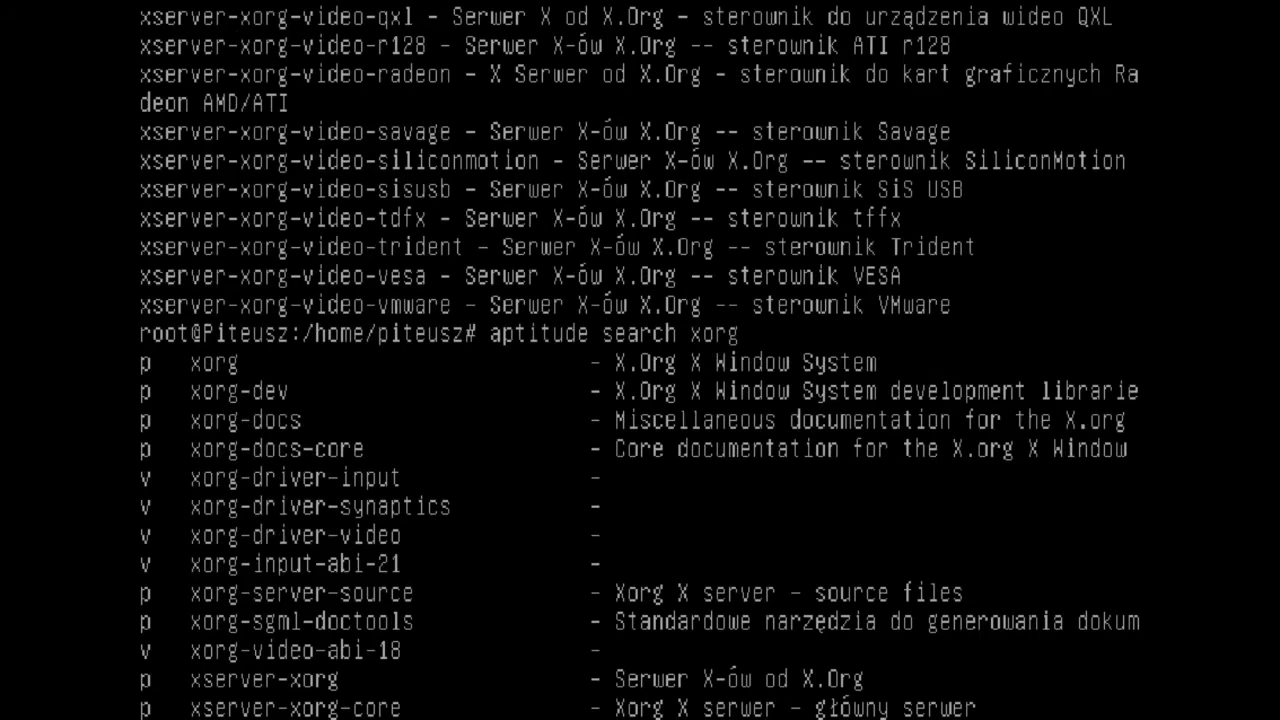 xserver-xorg-video-qxl - Serwer X od X.Org - sterownik do urządzenia wideo QXL
xserver-xorg-video-r128 - Serwer X-ów X.Org -- sterownik ATI r128
xserver-xorg-video-radeon - X Serwer od X.Org - sterownik do kart graficznych Ra
deon AMD/ATI
xserver-xorg-video-savage - Serwer X-ów X.Org -- sterownik Savage
xserver-xorg-video-siliconmotion - Serwer X-ów X.Org -- sterownik SiliconMotion
xserver-xorg-video-sisusb - Serwer X-ów X.Org -- sterownik SiS USB
xserver-xorg-video-tdfx - Serwer X-ów X.Org -- sterownik tffx
xserver-xorg-video-trident - Serwer X-ów X.Org -- sterownik Trident
xserver-xorg-video-vesa - Serwer X-ów X.Org -- sterownik VESA
xserver-xorg-video-vmware - Serwer X-ów X.Org -- sterownik VMware
root@Piteusz:/home/piteusz# aptitude search xorg
p xorg - X.Org X Window System
p xorg-dev - X.Org X Window System development librarie
p xorg-docs - Miscellaneous documentation for the X.org
p xorg-docs-core - Core documentation for the X.org X Window
v xorg-driver-input -
v xorg-driver-synaptics -
v xorg-driver-video -
v xorg-input-abi-21 -
p xorg-server-source - Xorg X server - source files
p xorg-sgml-doctools - Standardowe narzędzia do generowania dokum
v xorg-video-abi-18 -
p xserver-xorg - Serwer X-ów od X.Org
p xserver-xorg-core - Xorg X serwer - główny serwer